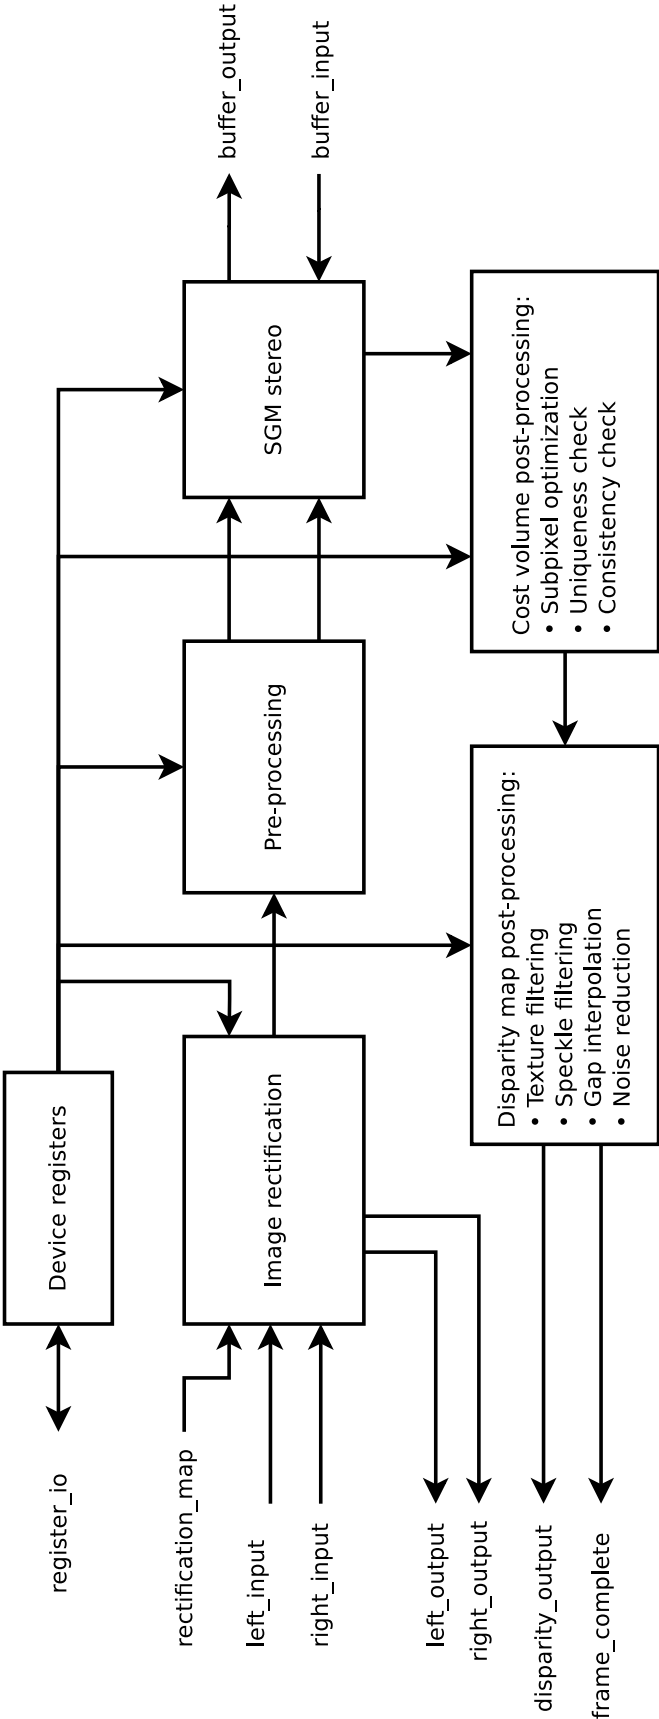 register_io
Device registers
rectification_map
left_input
right_input
Image rectification
Pre-processing
SGM stereo
buffer_output
buffer_input
left_output
right_output
disparity_output
frame_complete
Disparity map post-processing:
• Texture filtering
• Speckle filtering
• Gap interpolation
• Noise reduction
Cost volume post-processing:
• Subpixel optimization
• Uniqueness check
• Consistency check